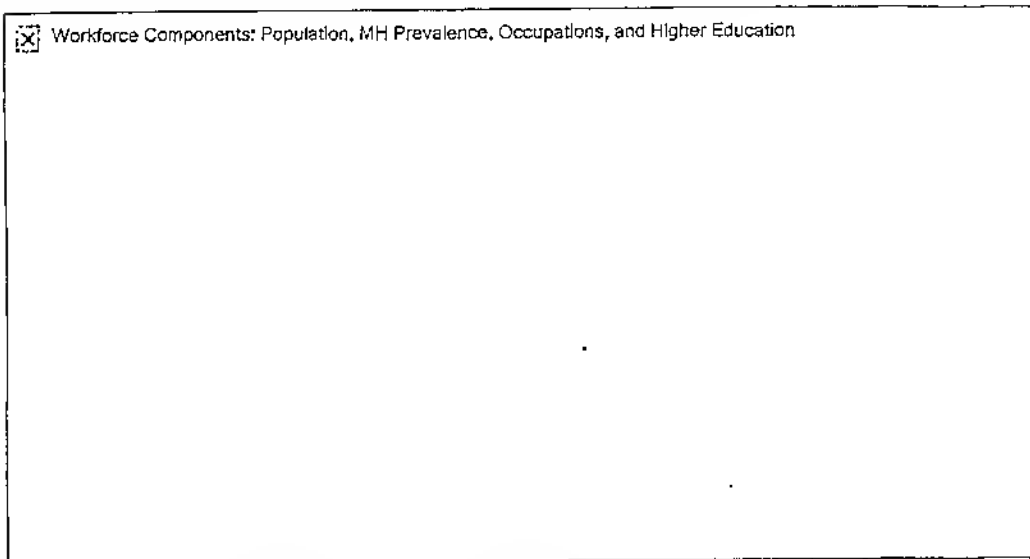 Workforce Components: Population, MH Prevalence, Occupations, and Higher Education